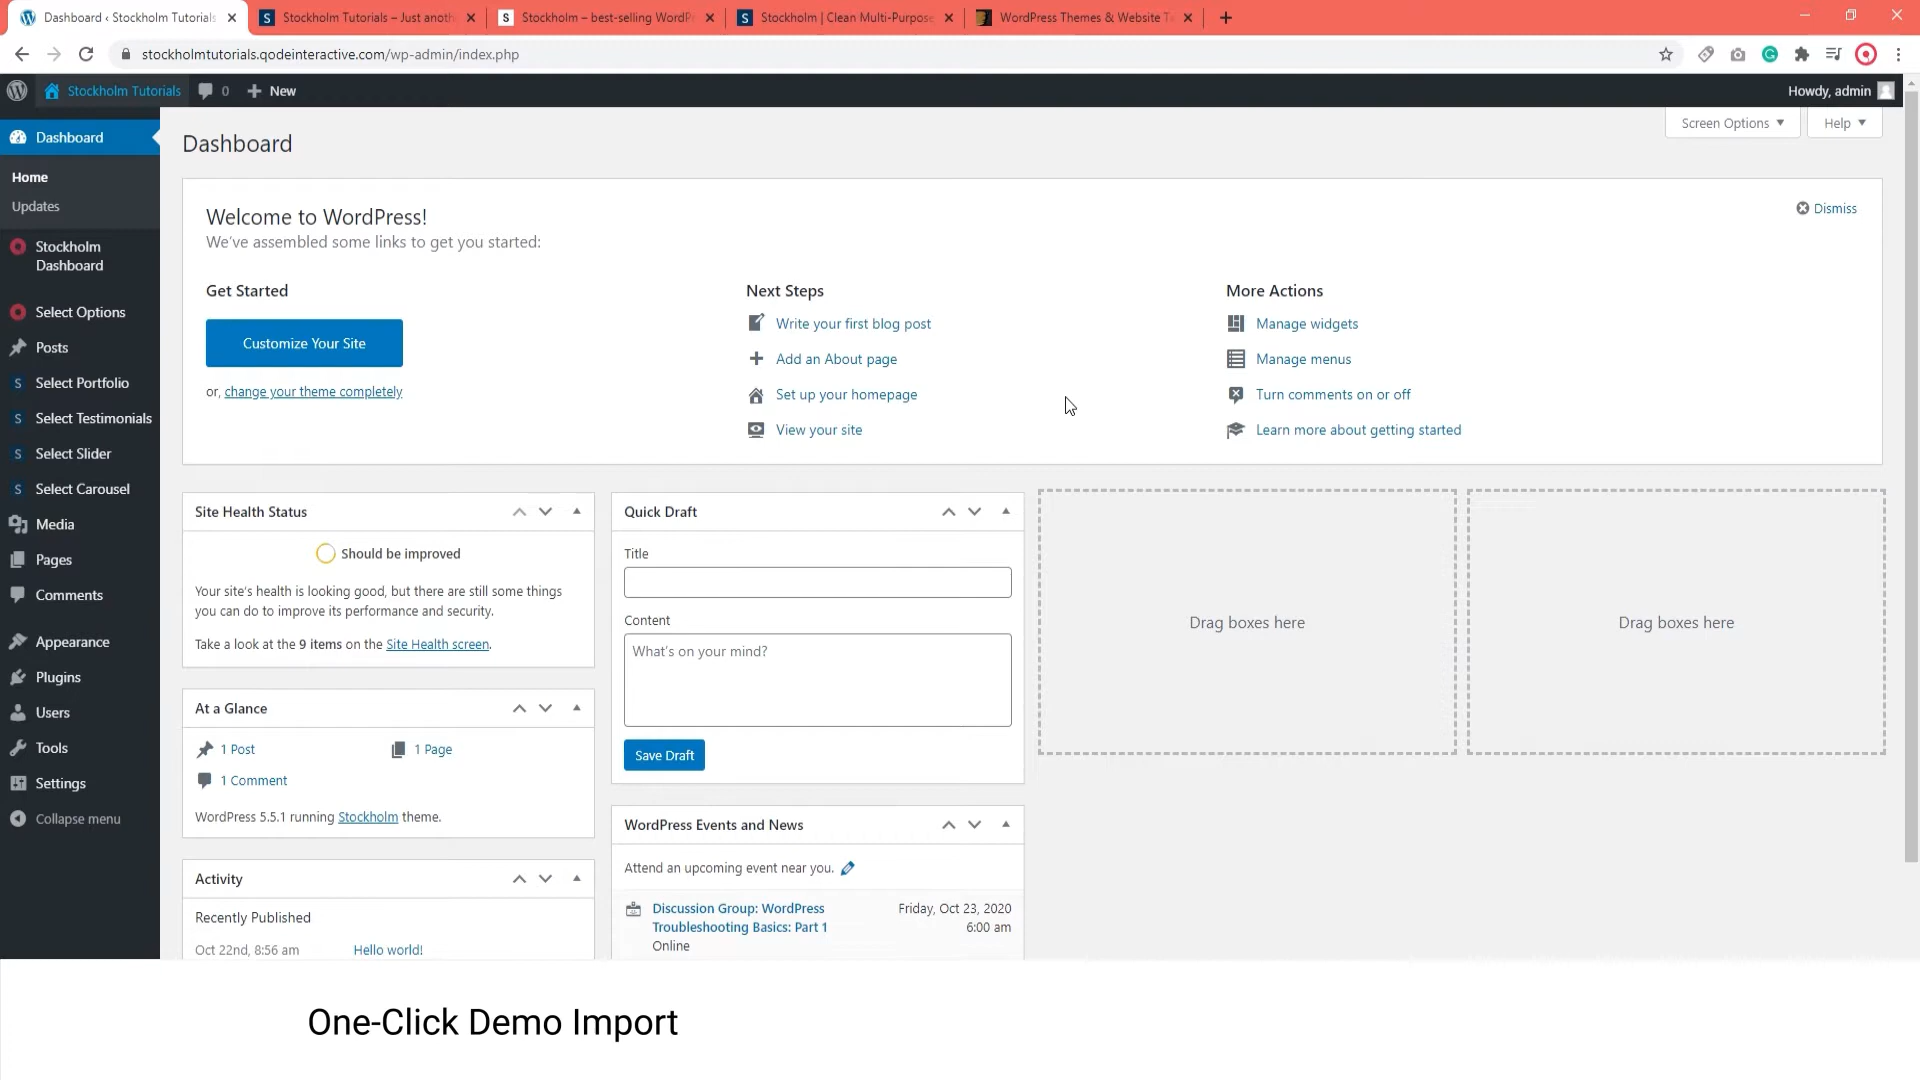 Dashboard ‹ Stockholm Tutorials
Stockholm Tutorials – Just anoth
Stockholm – best-selling WordPr
Stockholm | Clean Multi-Purpose
WordPress Themes & Website Te
stockholmtutorials.qodeinteractive.com/wp-admin/index.php
Stockholm Tutorials
0
New
Howdy, admin
Dashboard
Home
Updates
Stockholm
Dashboard
Select Options
Posts
Select Portfolio
Select Testimonials
Select Slider
Select Carousel
Media
Pages
Comments
Appearance
Plugins
Users
Tools
Settings
Collapse menu
Dashboard
Screen Options
Help
Welcome to WordPress!
We've assembled some links to get you started:
Dismiss
Get Started
Customize Your Site
or, change your theme completely
Next Steps
Write your first blog post
Add an About page
Set up your homepage
View your site
More Actions
Manage widgets
Manage menus
Turn comments on or off
Learn more about getting started
Site Health Status
Should be improved
Your site's health is looking good, but there are still some things
you can do to improve its performance and security.
Take a look at the 9 items on the Site Health screen.
At a Glance
1 Post
1 Page
1 Comment
WordPress 5.5.1 running Stockholm theme.
Activity
Recently Published
Oct 22nd, 8:56 am
Hello world!
Quick Draft
Title
Content
What's on your mind?
Save Draft
WordPress Events and News
Attend an upcoming event near you.
Discussion Group: WordPress
Troubleshooting Basics: Part 1
Online
Friday, Oct 23, 2020
6:00 am
Drag boxes here
Drag boxes here
One-Click Demo Import